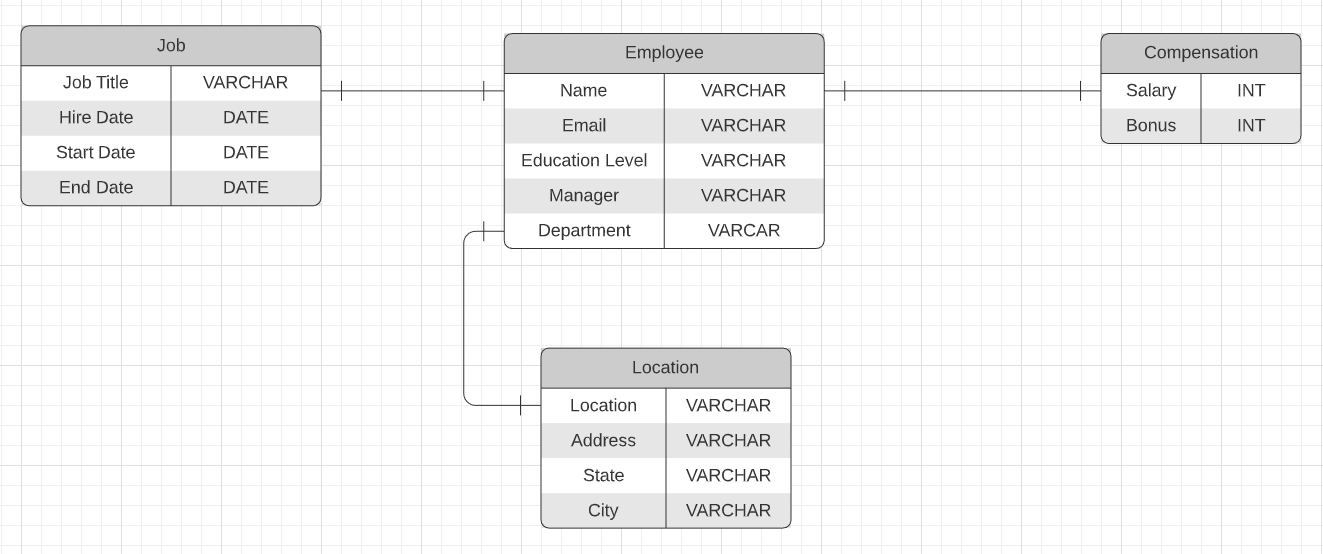 Job
Job Title VARCHAR
Hire Date DATE
Start Date DATE
End Date DATE
Employee
Name VARCHAR
Email VARCHAR
Education Level VARCHAR
Manager VARCHAR
Department VARCAR
Compensation
Salary INT
Bonus INT
Location
Location VARCHAR
Address VARCHAR
State VARCHAR
City VARCHAR